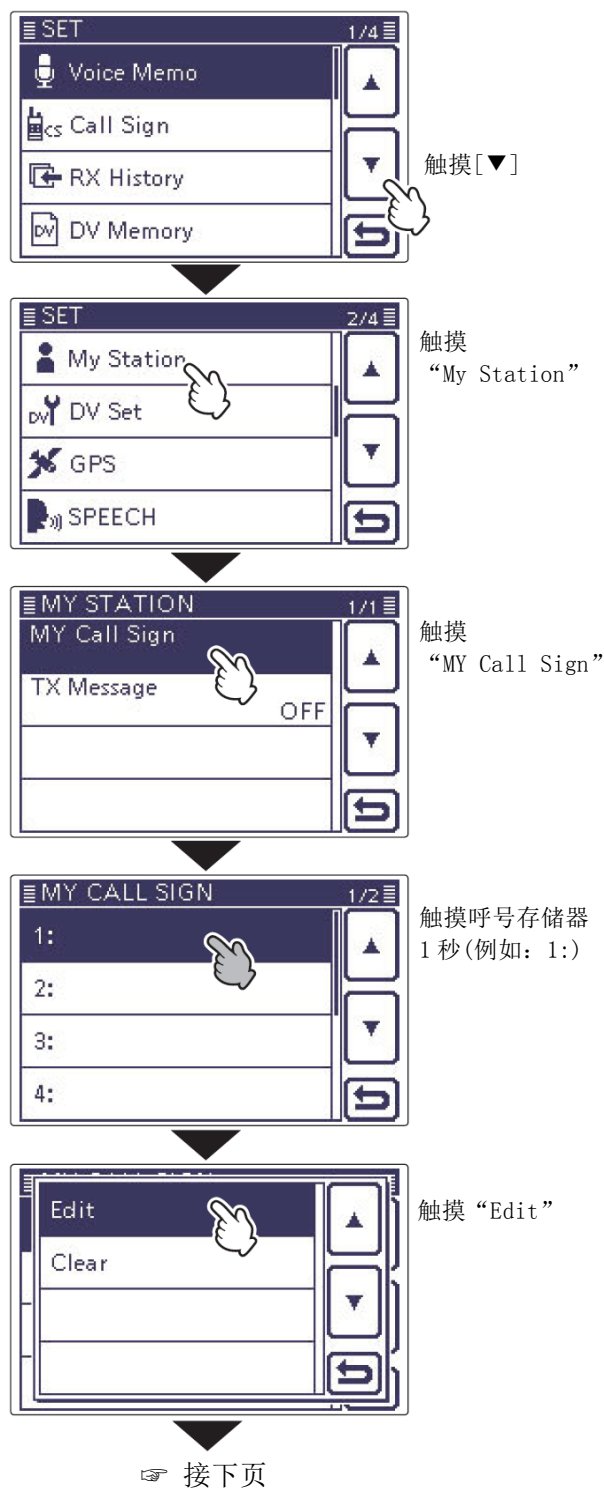 SET 1/4
Voice Memo
CS Call Sign
RX History
DV DV Memory
触摸[▼]
SET 2/4
My Station
DV DV Set
GPS
SPEECH
触摸
“My Station”
MY STATION 1/1
MY Call Sign
TX Message
OFF
触摸
“MY Call Sign”
MY CALL SIGN 1/2
1:
2:
3:
4:
触摸呼号存储器
1秒(例如: 1:)
Edit
Clear
触摸“Edit”
☞ 接下页